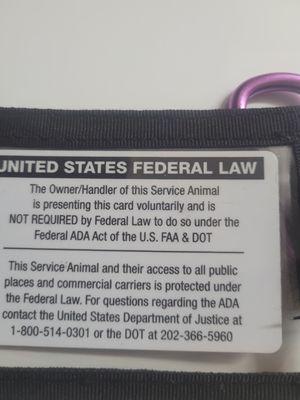 UNITED STATES FEDERAL LAW
The Owner/Handler of this Service Animal
is presenting this card voluntarily and is
NOT REQUIRED by Federal Law to do so under the
Federal ADA Act of the U.S. FAA & DOT
This Service Animal and their access to all public
places and commercial carriers is protected under
the Federal Law. For questions regarding the ADA
contact the United States Department of Justice at
1-800-514-0301 or the DOT at 202-366-5960